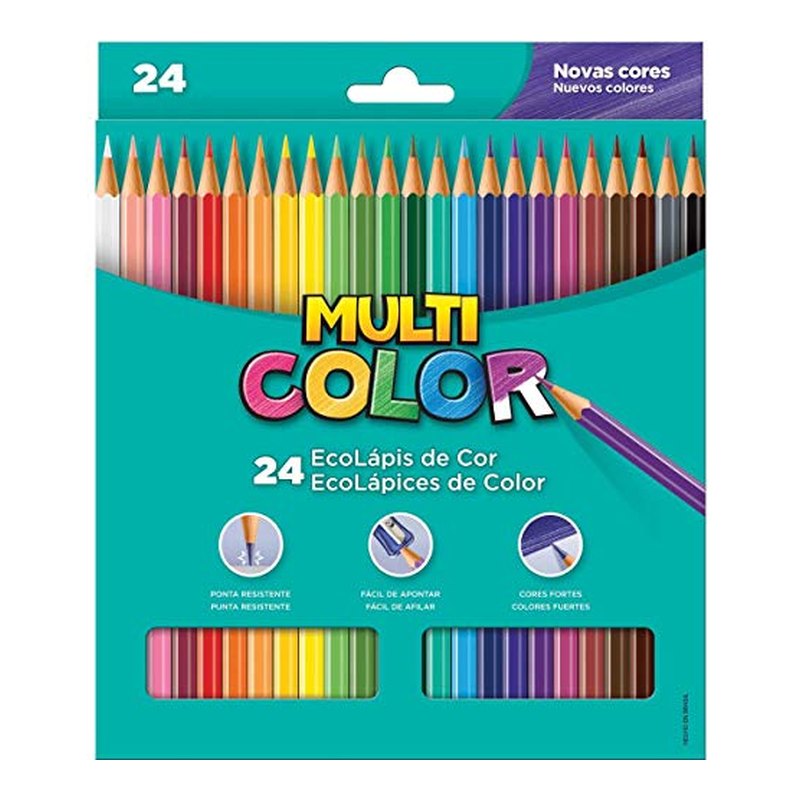 24
Novas cores
Nuevos colores
MULTI
COLOR
24 EcoLápis de Cor
EcoLápices de Color
PONTA RESISTENTE
PUNTA RESISTENTE
FÁCIL DE APONTAR
FÁCIL DE AFILAR
CORES FORTES
COLORES FUERTES